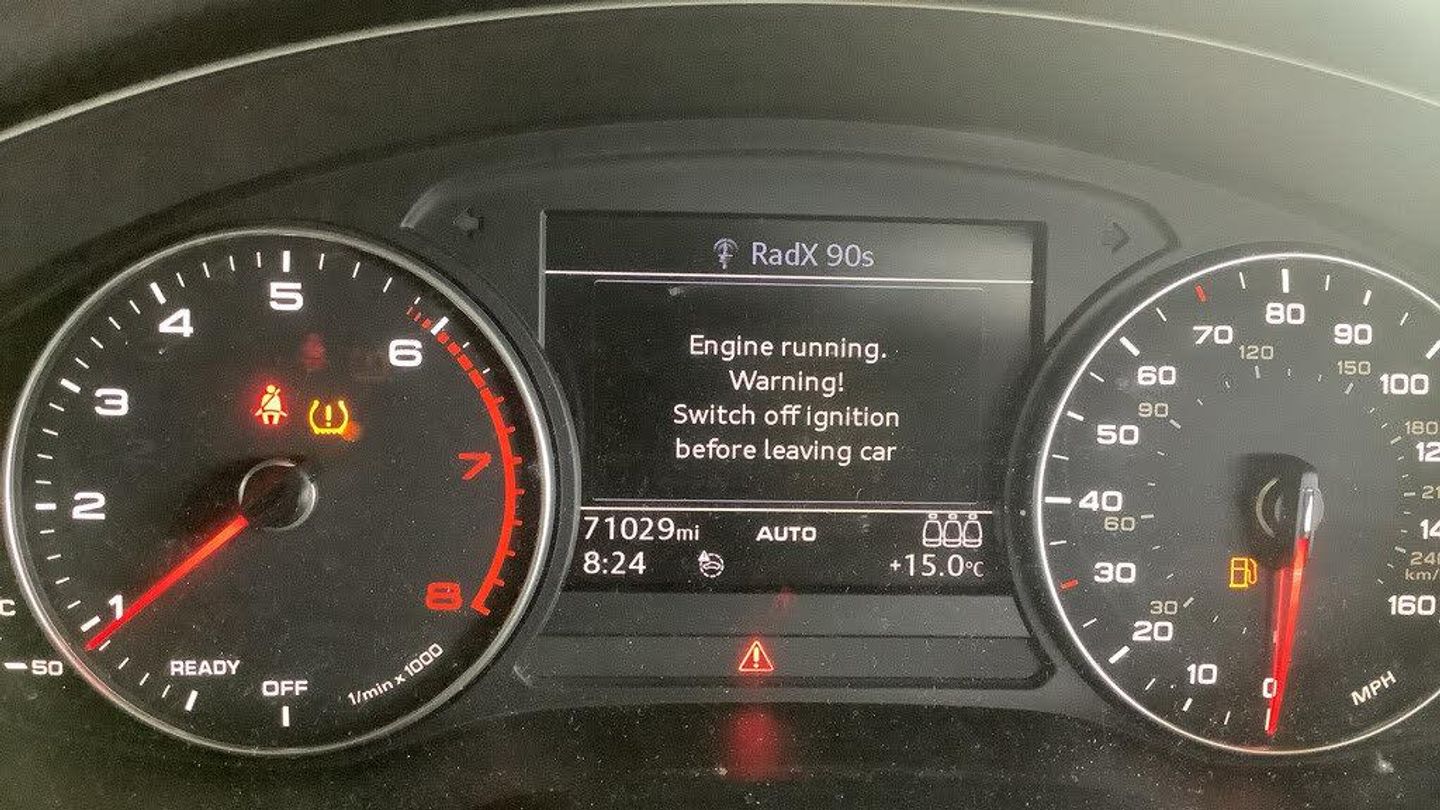 RadX 90s
Engine running.
Warning!
Switch off ignition
before leaving car
71029mi
AUTO
8:24
+15.0°C
1
2
3
4
5
6
7
8
READY
OFF
1/min x 1000
C
50
0
10
20
30
40
50
60
70
80
90
100
160
30
60
90
120
150
180
km/
MPH